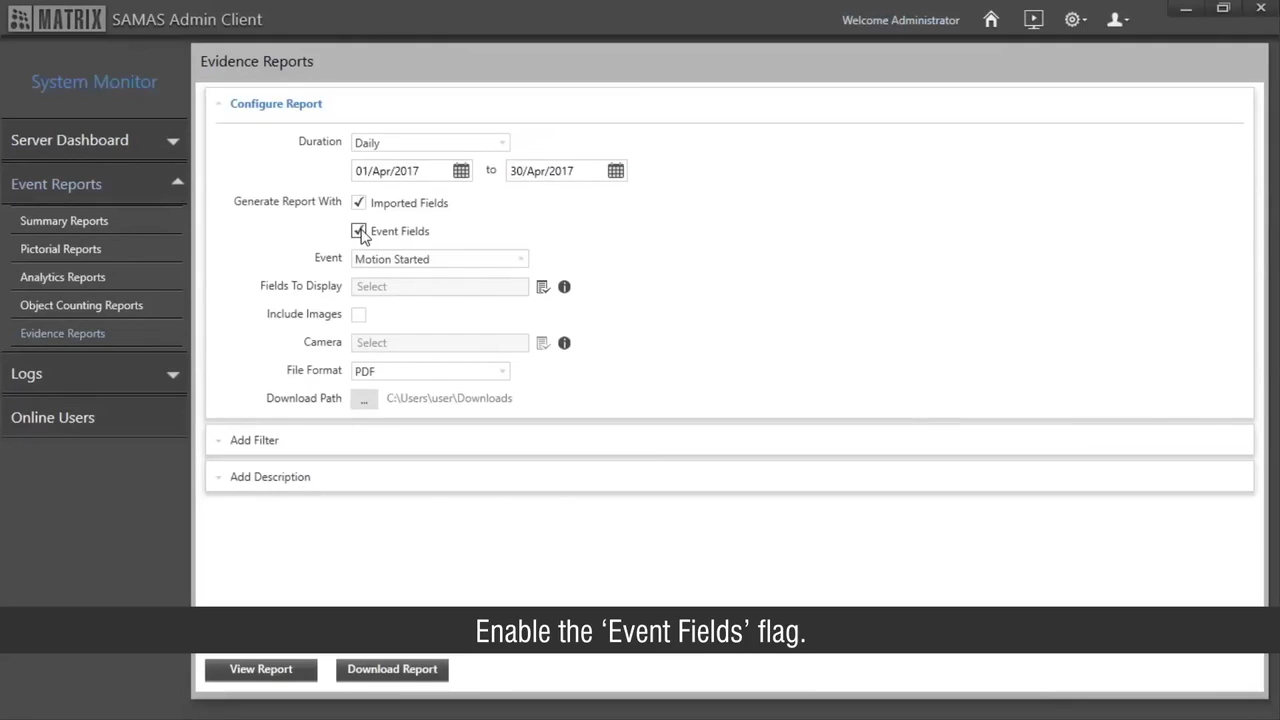 MATRIX SAMAS Admin Client
Welcome Administrator
System Monitor
Server Dashboard
Event Reports
Summary Reports
Pictorial Reports
Analytics Reports
Object Counting Reports
Evidence Reports
Logs
Online Users
Evidence Reports
Configure Report
Duration Daily
01/Apr/2017 to 30/Apr/2017
Generate Report With Imported Fields
Event Fields
Event Motion Started
Fields To Display Select
Include Images
Camera Select
File Format PDF
Download Path ... C:\Users\user\Downloads
Add Filter
Add Description
Enable the ‘Event Fields’ flag.
View Report Download Report